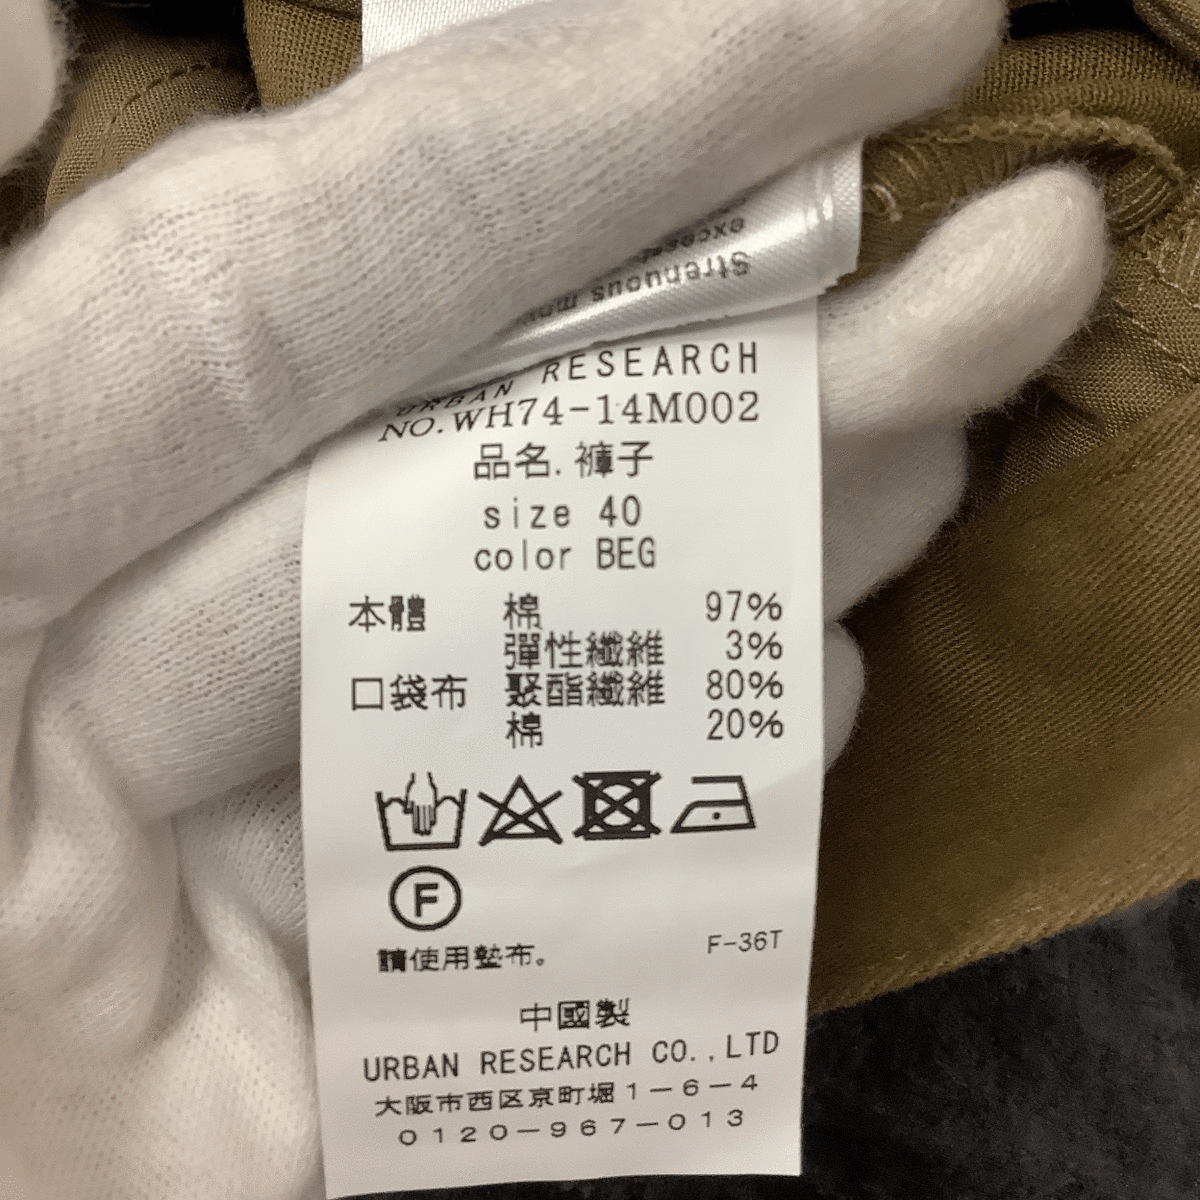 Strenuous
URBAN RESEARCH
NO.WH74-14M002
品名.褲子
size 40
color BEG
本體 棉 97%
彈性纖維 3%
口袋布 聚酯纖維 80%
棉 20%
F
請使用墊布。 F-36T
中國製
URBAN RESEARCH CO.,LTD
大阪市西区京町堀1-6-4
0120-967-013